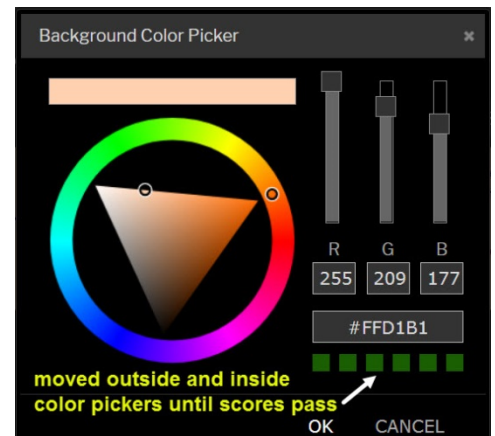 Background Color Picker ×
R G B
255 209 177
#FFD1B1
moved outside and inside
color pickers until scores pass
OK CANCEL